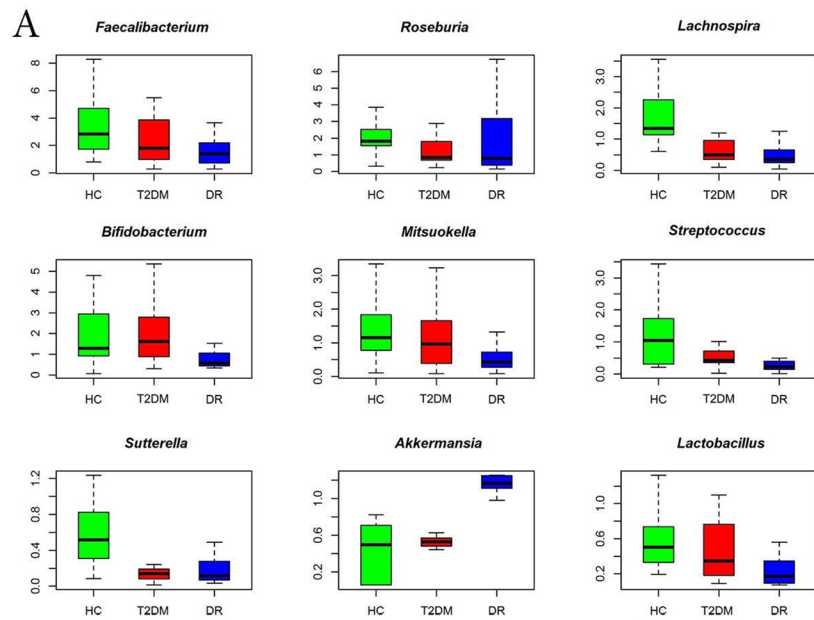 A
Faecalibacterium
Roseburia
Lachnospira
8
6
4
2
0
HC
T2DM
DR
6
5
4
3
2
1
0
HC
T2DM
DR
3.0
2.0
1.0
0.0
HC
T2DM
DR
Bifidobacterium
Mitsuokella
Streptococcus
5
4
3
2
1
0
HC
T2DM
DR
3.0
2.0
1.0
0.0
HC
T2DM
DR
3.0
2.0
1.0
0.0
HC
T2DM
DR
Sutterella
Akkermansia
Lactobacillus
1.2
0.8
0.4
0.0
HC
T2DM
DR
1.0
0.6
0.2
HC
T2DM
DR
1.0
0.6
0.2
HC
T2DM
DR